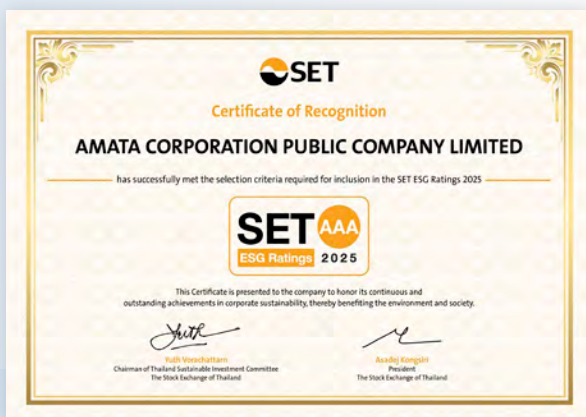 SET
Certificate of Recognition
AMATA CORPORATION PUBLIC COMPANY LIMITED
has successfully met the selection criteria required for inclusion in the SET ESG Ratings 2025
SET AAA
ESG Ratings 2025
This Certificate is presented to the company to honor its continuous and
outstanding achievements in corporate sustainability, thereby benefiting the environment and society.
Yuth Vorachattarn
Chairman of Thailand Sustainable Investment Committee
The Stock Exchange of Thailand
Asadej Kongsiri
President
The Stock Exchange of Thailand